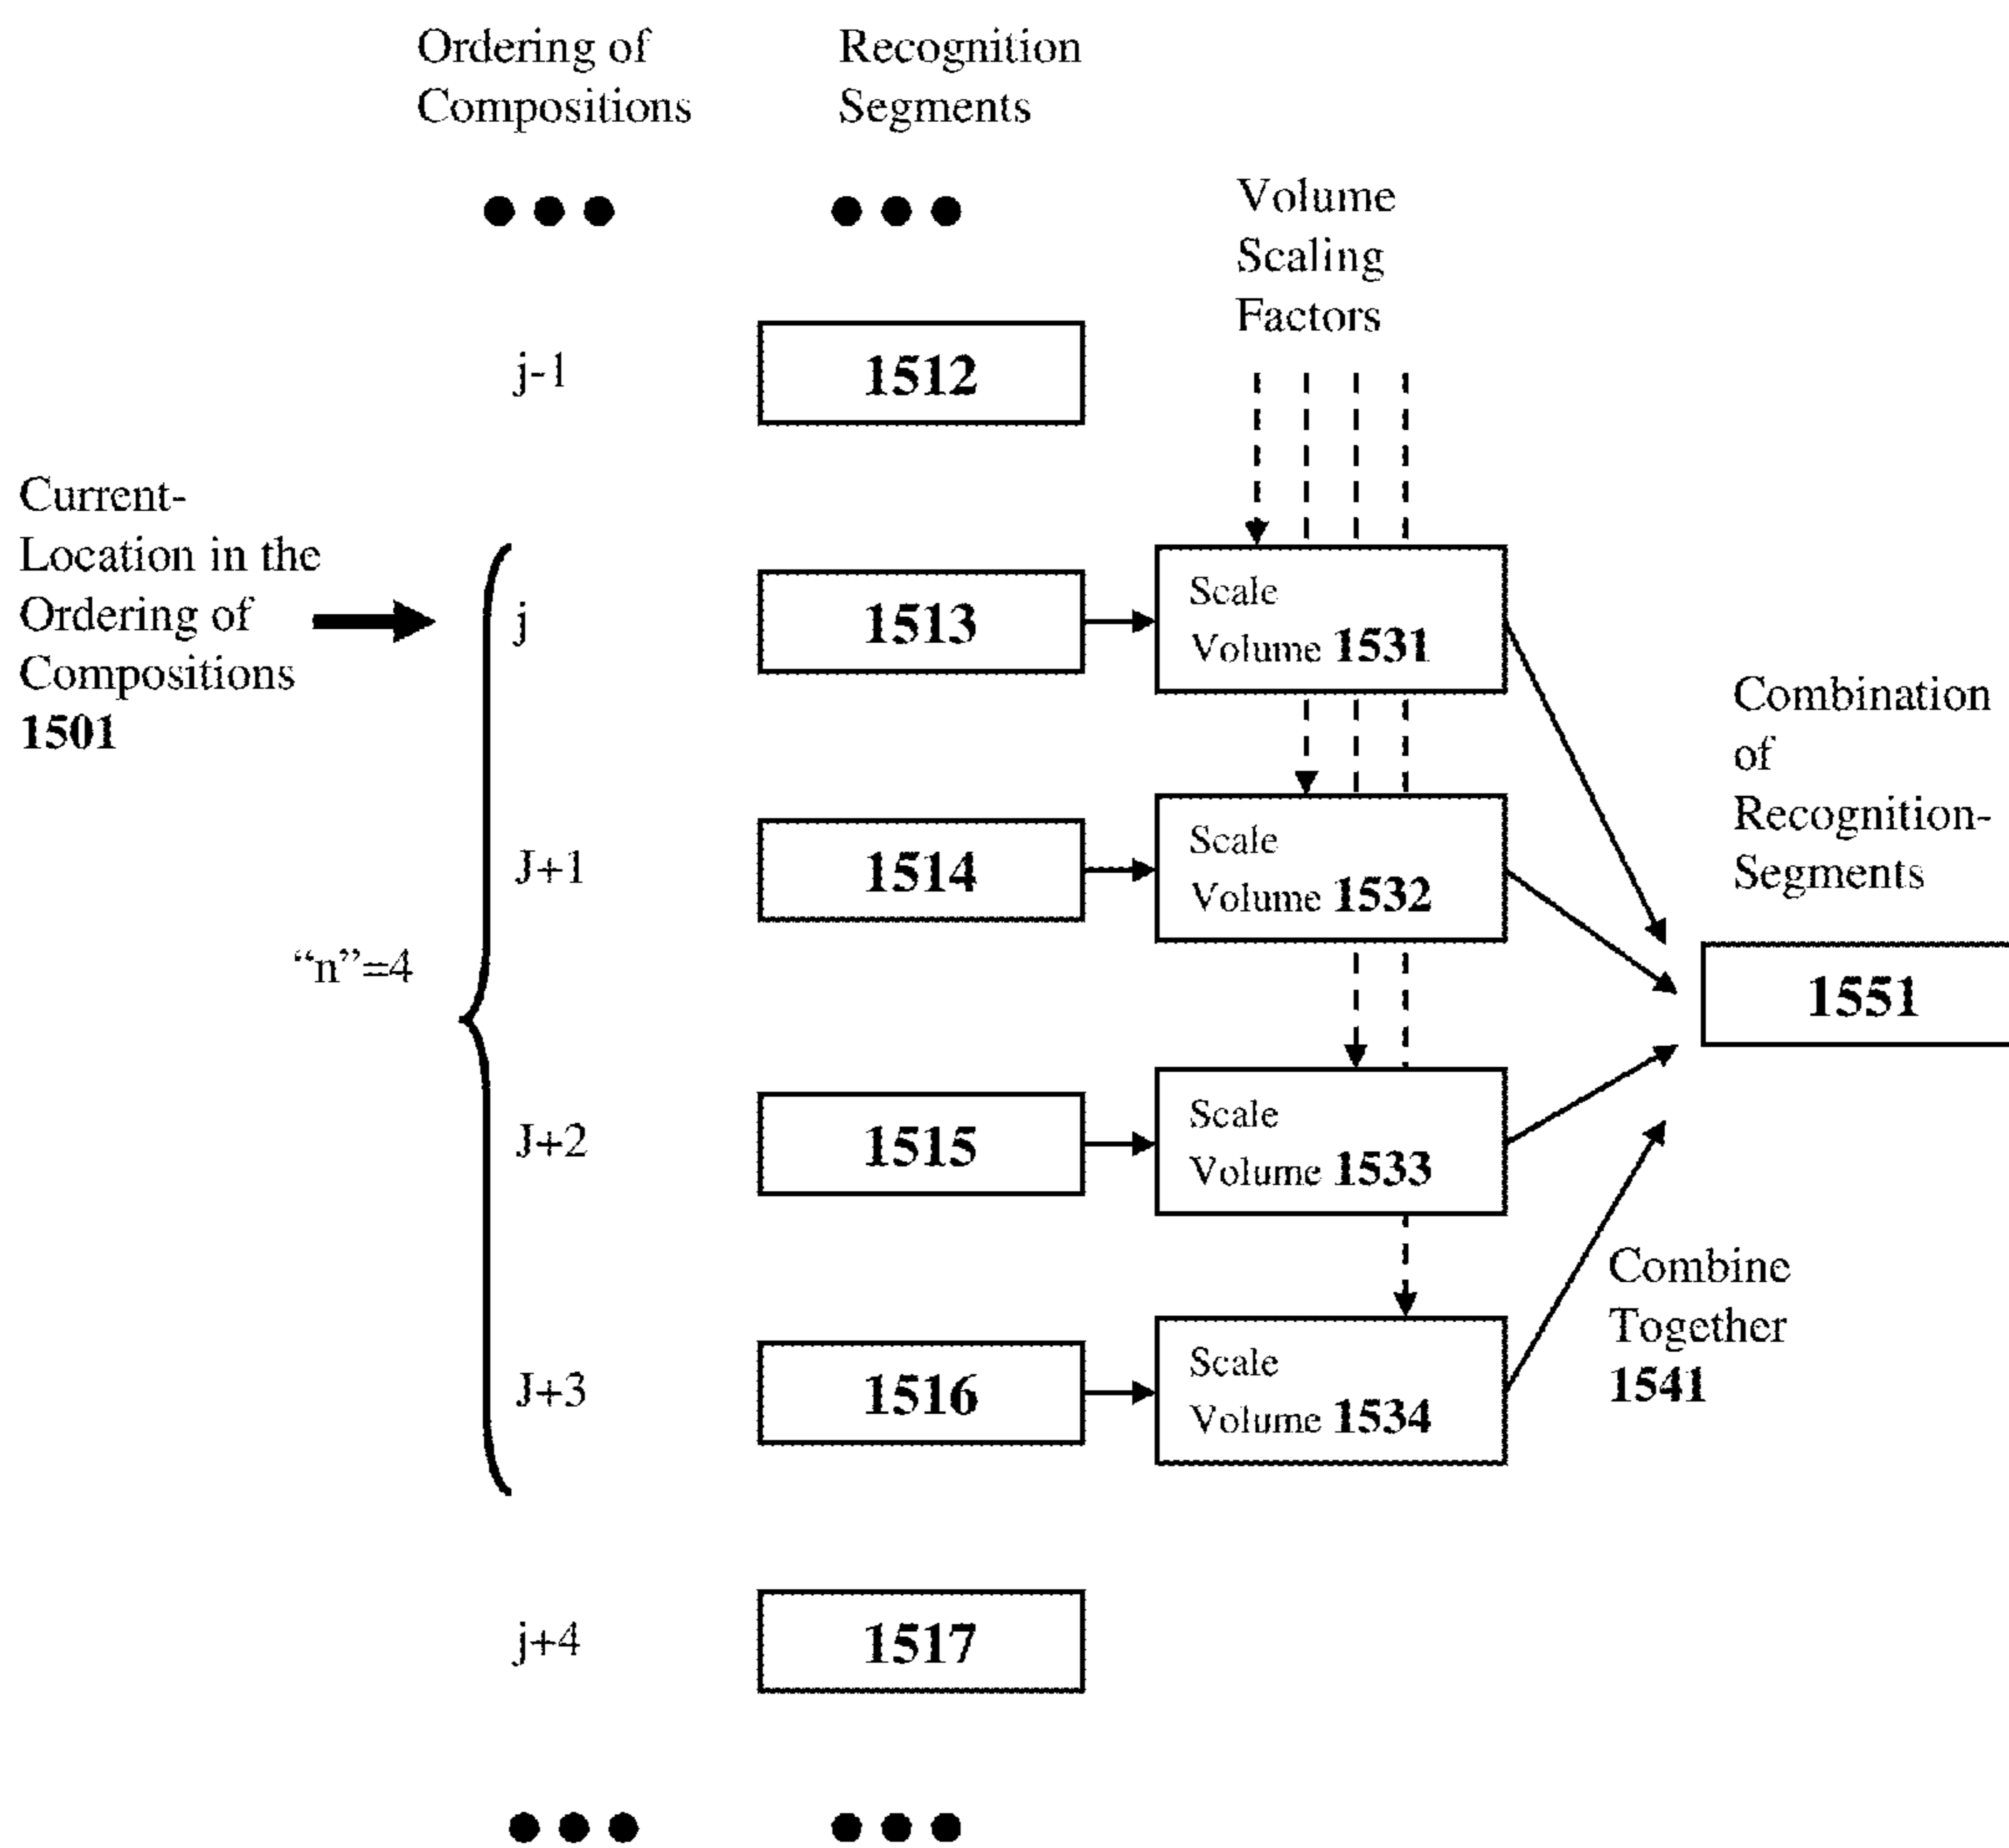 Ordering of
Compositions
Recognition
Segments
Volume
Scaling
Factors
j-1
1512
Current-
Location in the
Ordering of
Compositions
1501
j
1513
Scale
Volume 1531
J+1
1514
Scale
Volume 1532
Combination
of
Recognition-
Segments
"n"=4
1551
J+2
1515
Scale
Volume 1533
Combine
Together
1541
J+3
1516
Scale
Volume 1534
j+4
1517